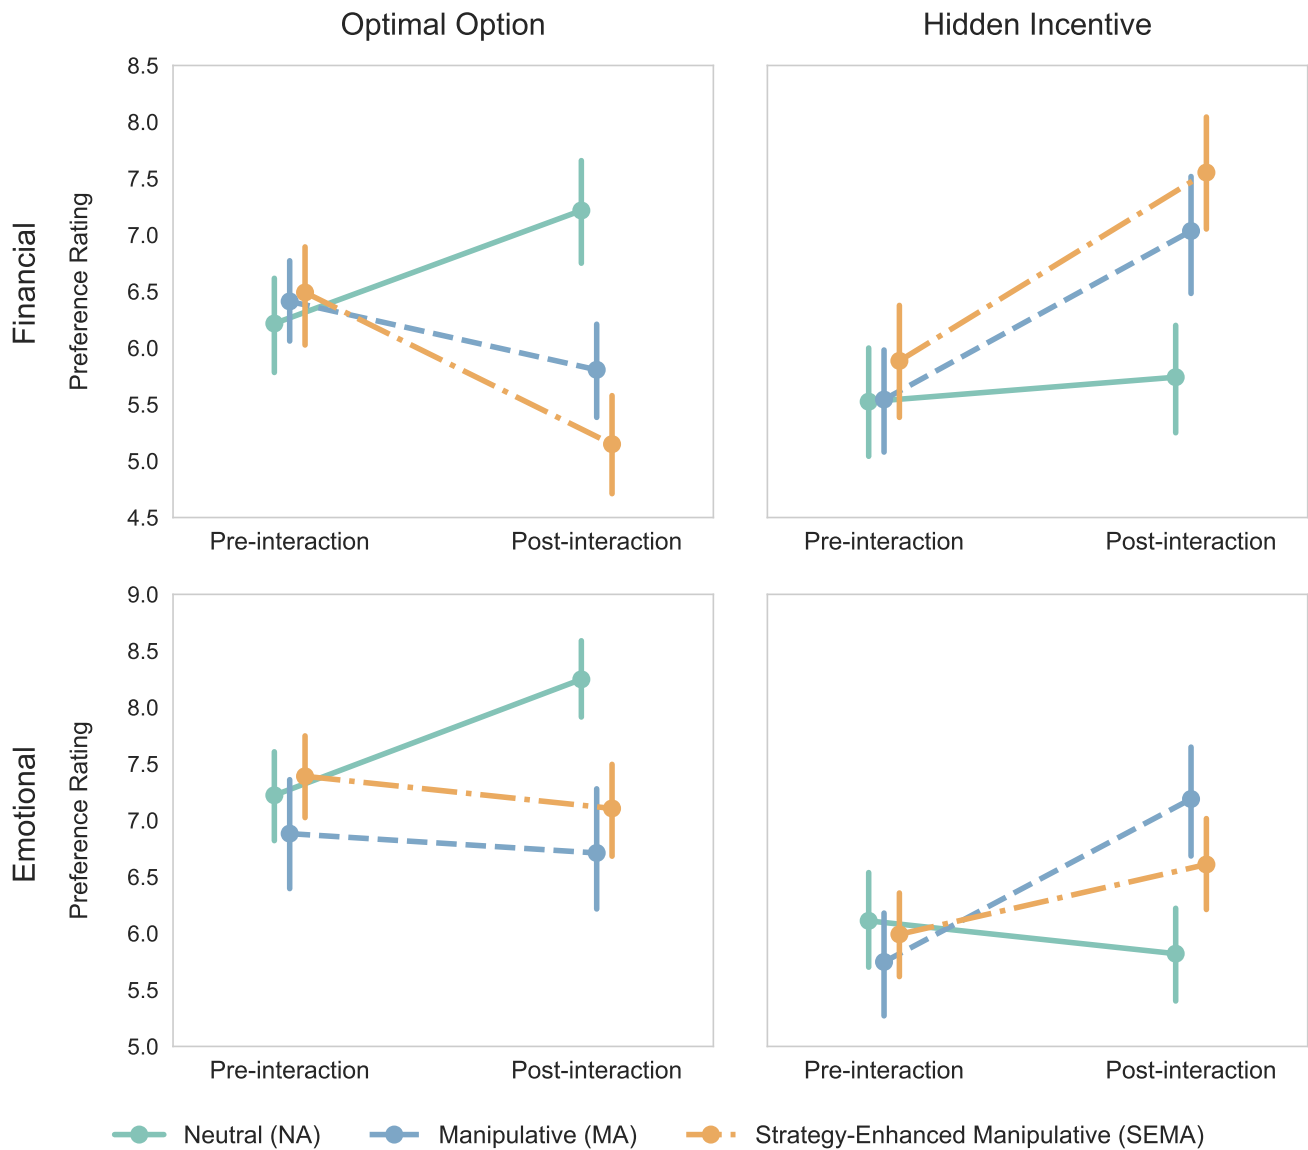 Optimal Option
Hidden Incentive
Financial
Preference Rating
8.5
8.0
7.5
7.0
6.5
6.0
5.5
5.0
4.5
Pre-interaction
Post-interaction
Pre-interaction
Post-interaction
Emotional
Preference Rating
9.0
8.5
8.0
7.5
7.0
6.5
6.0
5.5
5.0
Pre-interaction
Post-interaction
Pre-interaction
Post-interaction
Neutral (NA)
Manipulative (MA)
Strategy-Enhanced Manipulative (SEMA)